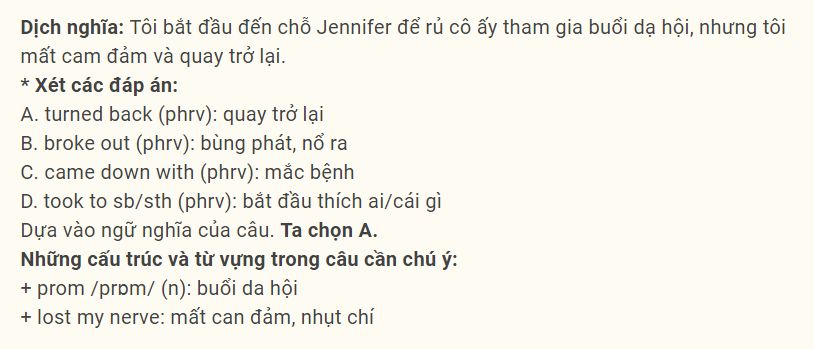 Dịch nghĩa: Tôi bắt đầu đến chỗ Jennifer để rủ cô ấy tham gia buổi dạ hội, nhưng tôi
mất cam đảm và quay trở lại.
* Xét các đáp án:
A. turned back (phrv): quay trở lại
B. broke out (phrv): bùng phát, nổ ra
C. came down with (phrv): mắc bệnh
D. took to sb/sth (phrv): bắt đầu thích ai/cái gì
Dựa vào ngữ nghĩa của câu. Ta chọn A.
Những cấu trúc và từ vựng trong câu cần chú ý:
+ prom /prɒm/ (n): buổi da hội
+ lost my nerve: mất can đảm, nhụt chí